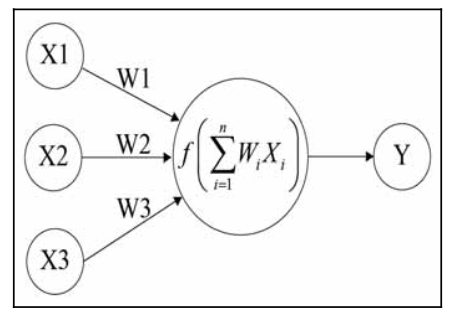 X1
W1
X2
W2
f(∑_{i=1}^{n} W_i X_i)
Y
W3
X3